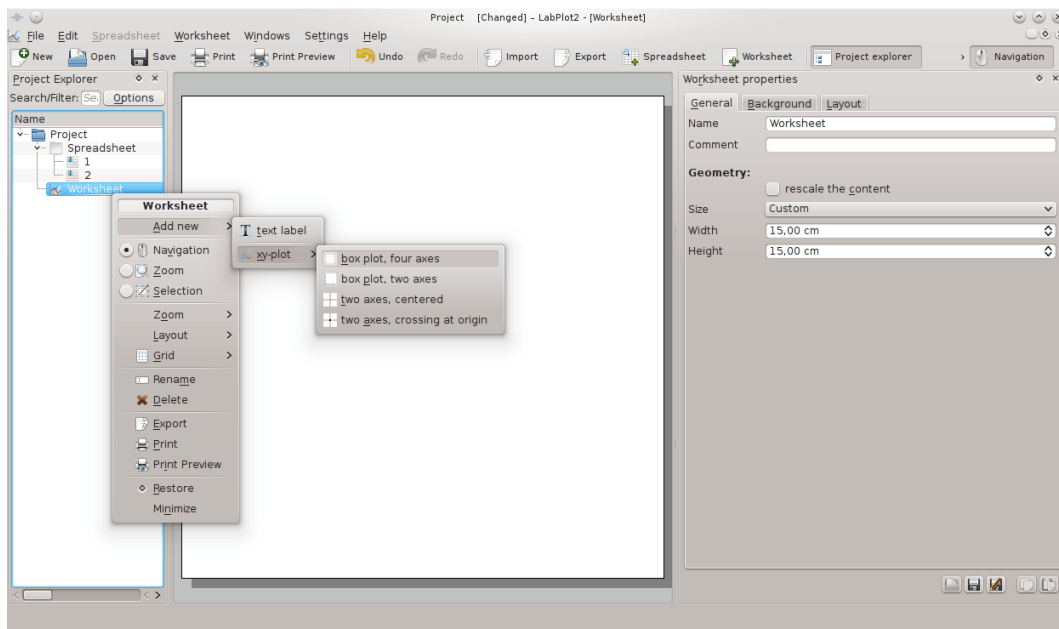 Project [Changed] - LabPlot2 - [Worksheet]
File Edit Spreadsheet Worksheet Windows Settings Help
New Open Save Print Print Preview Undo Redo Import Export Spreadsheet Worksheet Project explorer Navigation
Project Explorer
Search/Filter: Se Options
Name
Project
Spreadsheet
1
2
Worksheet
Worksheet
Add new
Navigation
Zoom
Selection
Zoom
Layout
Grid
Rename
Delete
Export
Print
Print Preview
Restore
Minimize
text label
xy-plot
box plot, four axes
box plot, two axes
two axes, centered
two axes, crossing at origin
Worksheet properties
General Background Layout
Name Worksheet
Comment
Geometry:
rescale the content
Size Custom
Width 15,00 cm
Height 15,00 cm